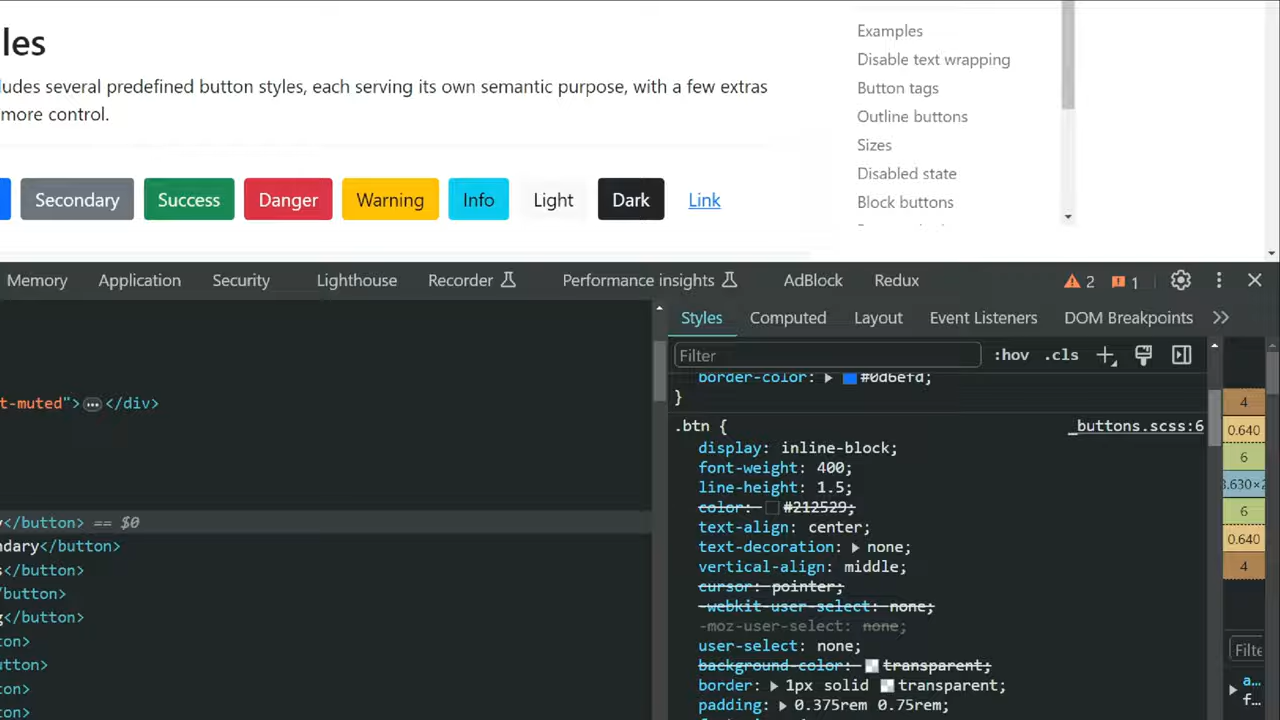 les
Examples
Disable text wrapping
ludes several predefined button styles, each serving its own semantic purpose, with a few extras
Button tags
more control.
Outline buttons
Sizes
Disabled state
Secondary Success Danger Warning Info Light Dark Link
Block buttons
Memory Application Security Lighthouse Recorder Performance insights AdBlock Redux 2 1
Styles Computed Layout Event Listeners DOM Breakpoints
Filter :hov .cls
border-color: #0d6efd;
}
t-muted"> </div>
4
.btn { _buttons.scss:6
0.640
display: inline-block;
6
font-weight: 400;
line-height: 1.5;
color: #212529;
6
y</button> == $0
text-align: center;
0.640
ndary</button>
text-decoration: none;
s</button>
vertical-align: middle;
4
/button>
cursor: pointer;
-webkit-user-select: none;
g</button>
-moz-user-select: none;
ton>
user-select: none;
Filte
utton>
background-color: transparent;
on>
border: 1px solid transparent;
a…
ton>
padding: 0.375rem 0.75rem;
f…